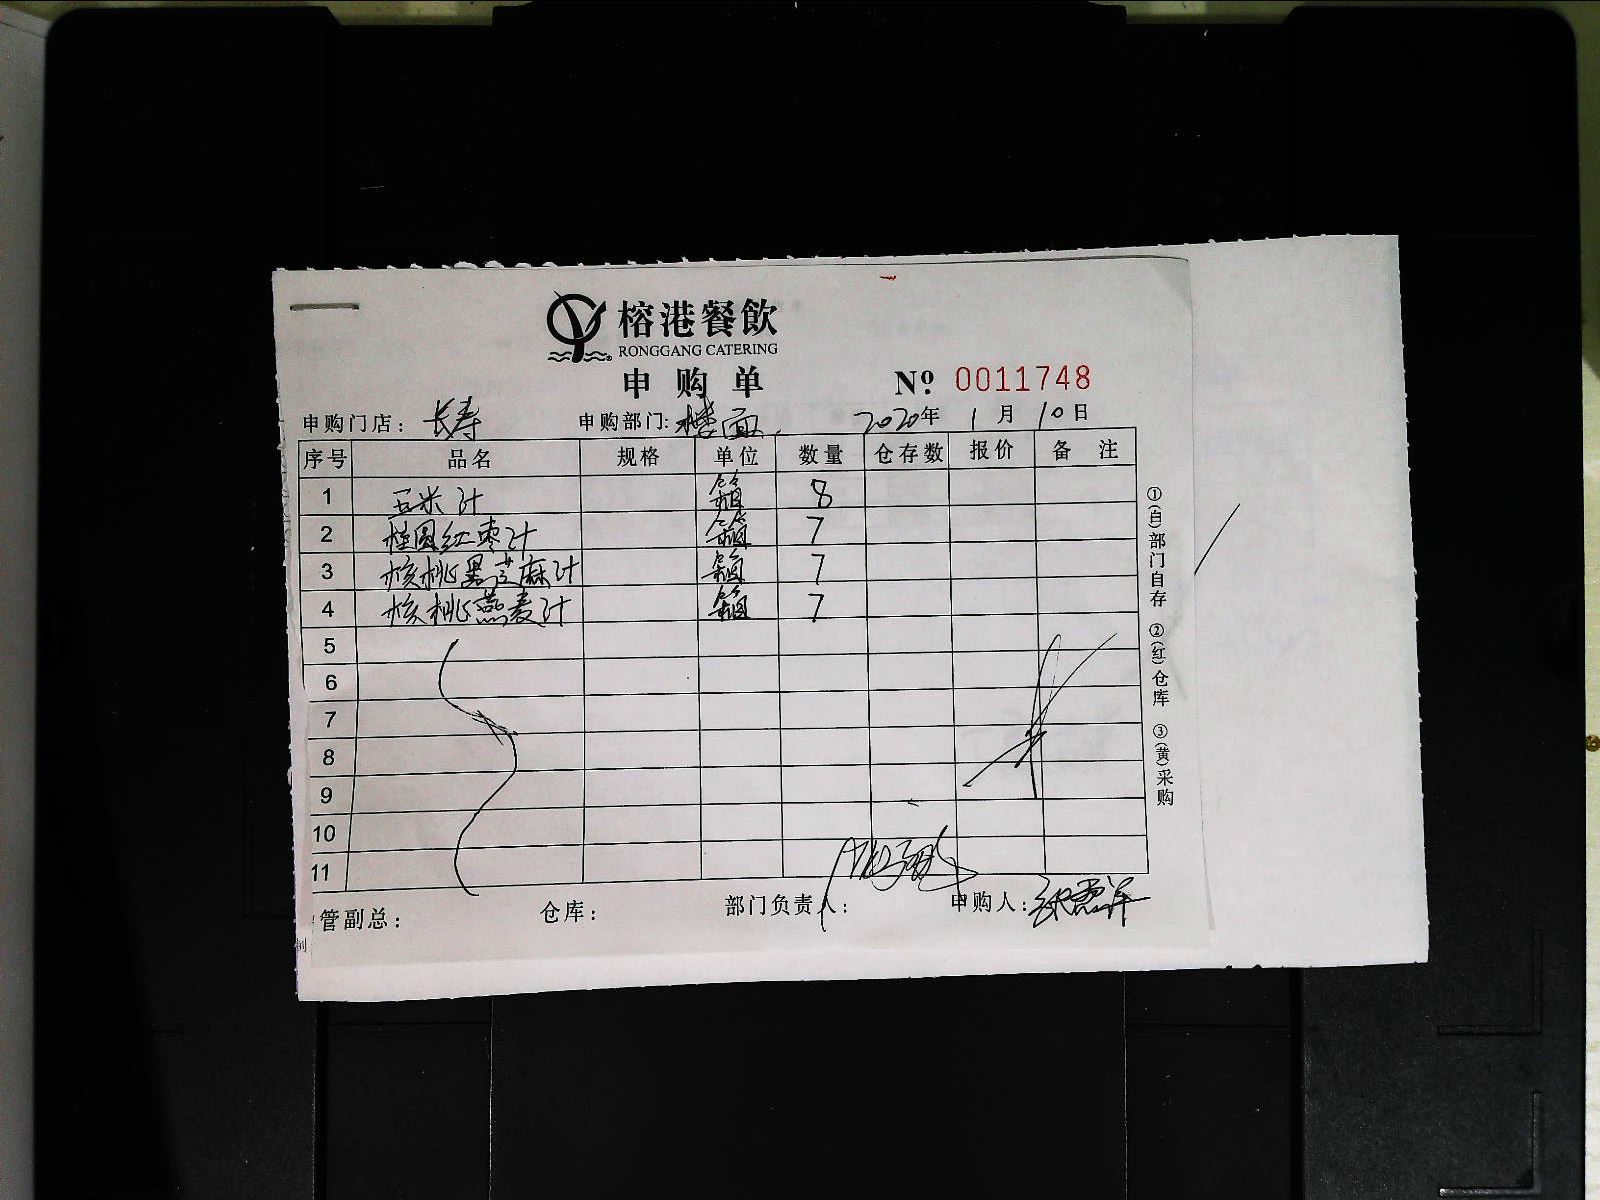 榕港餐飲
RONGGANG CATERING
申购单 Nº 0011748
申购门店: 长寿 申购部门: 楼面. 2020年 1月 10日
序号 品名 规格 单位 数量 仓存数 报价 备注
1 玉米汁 箱 8
2 桂圆红枣汁 箱 7
3 核桃黑芝麻汁 箱 7
4 核桃燕麦汁 箱 7
5
6
7
8
9
10
11
管副总: 仓库: 部门负责人: 申购人:
①(自)部门自存 ②(红)仓库 ③(黄)采购